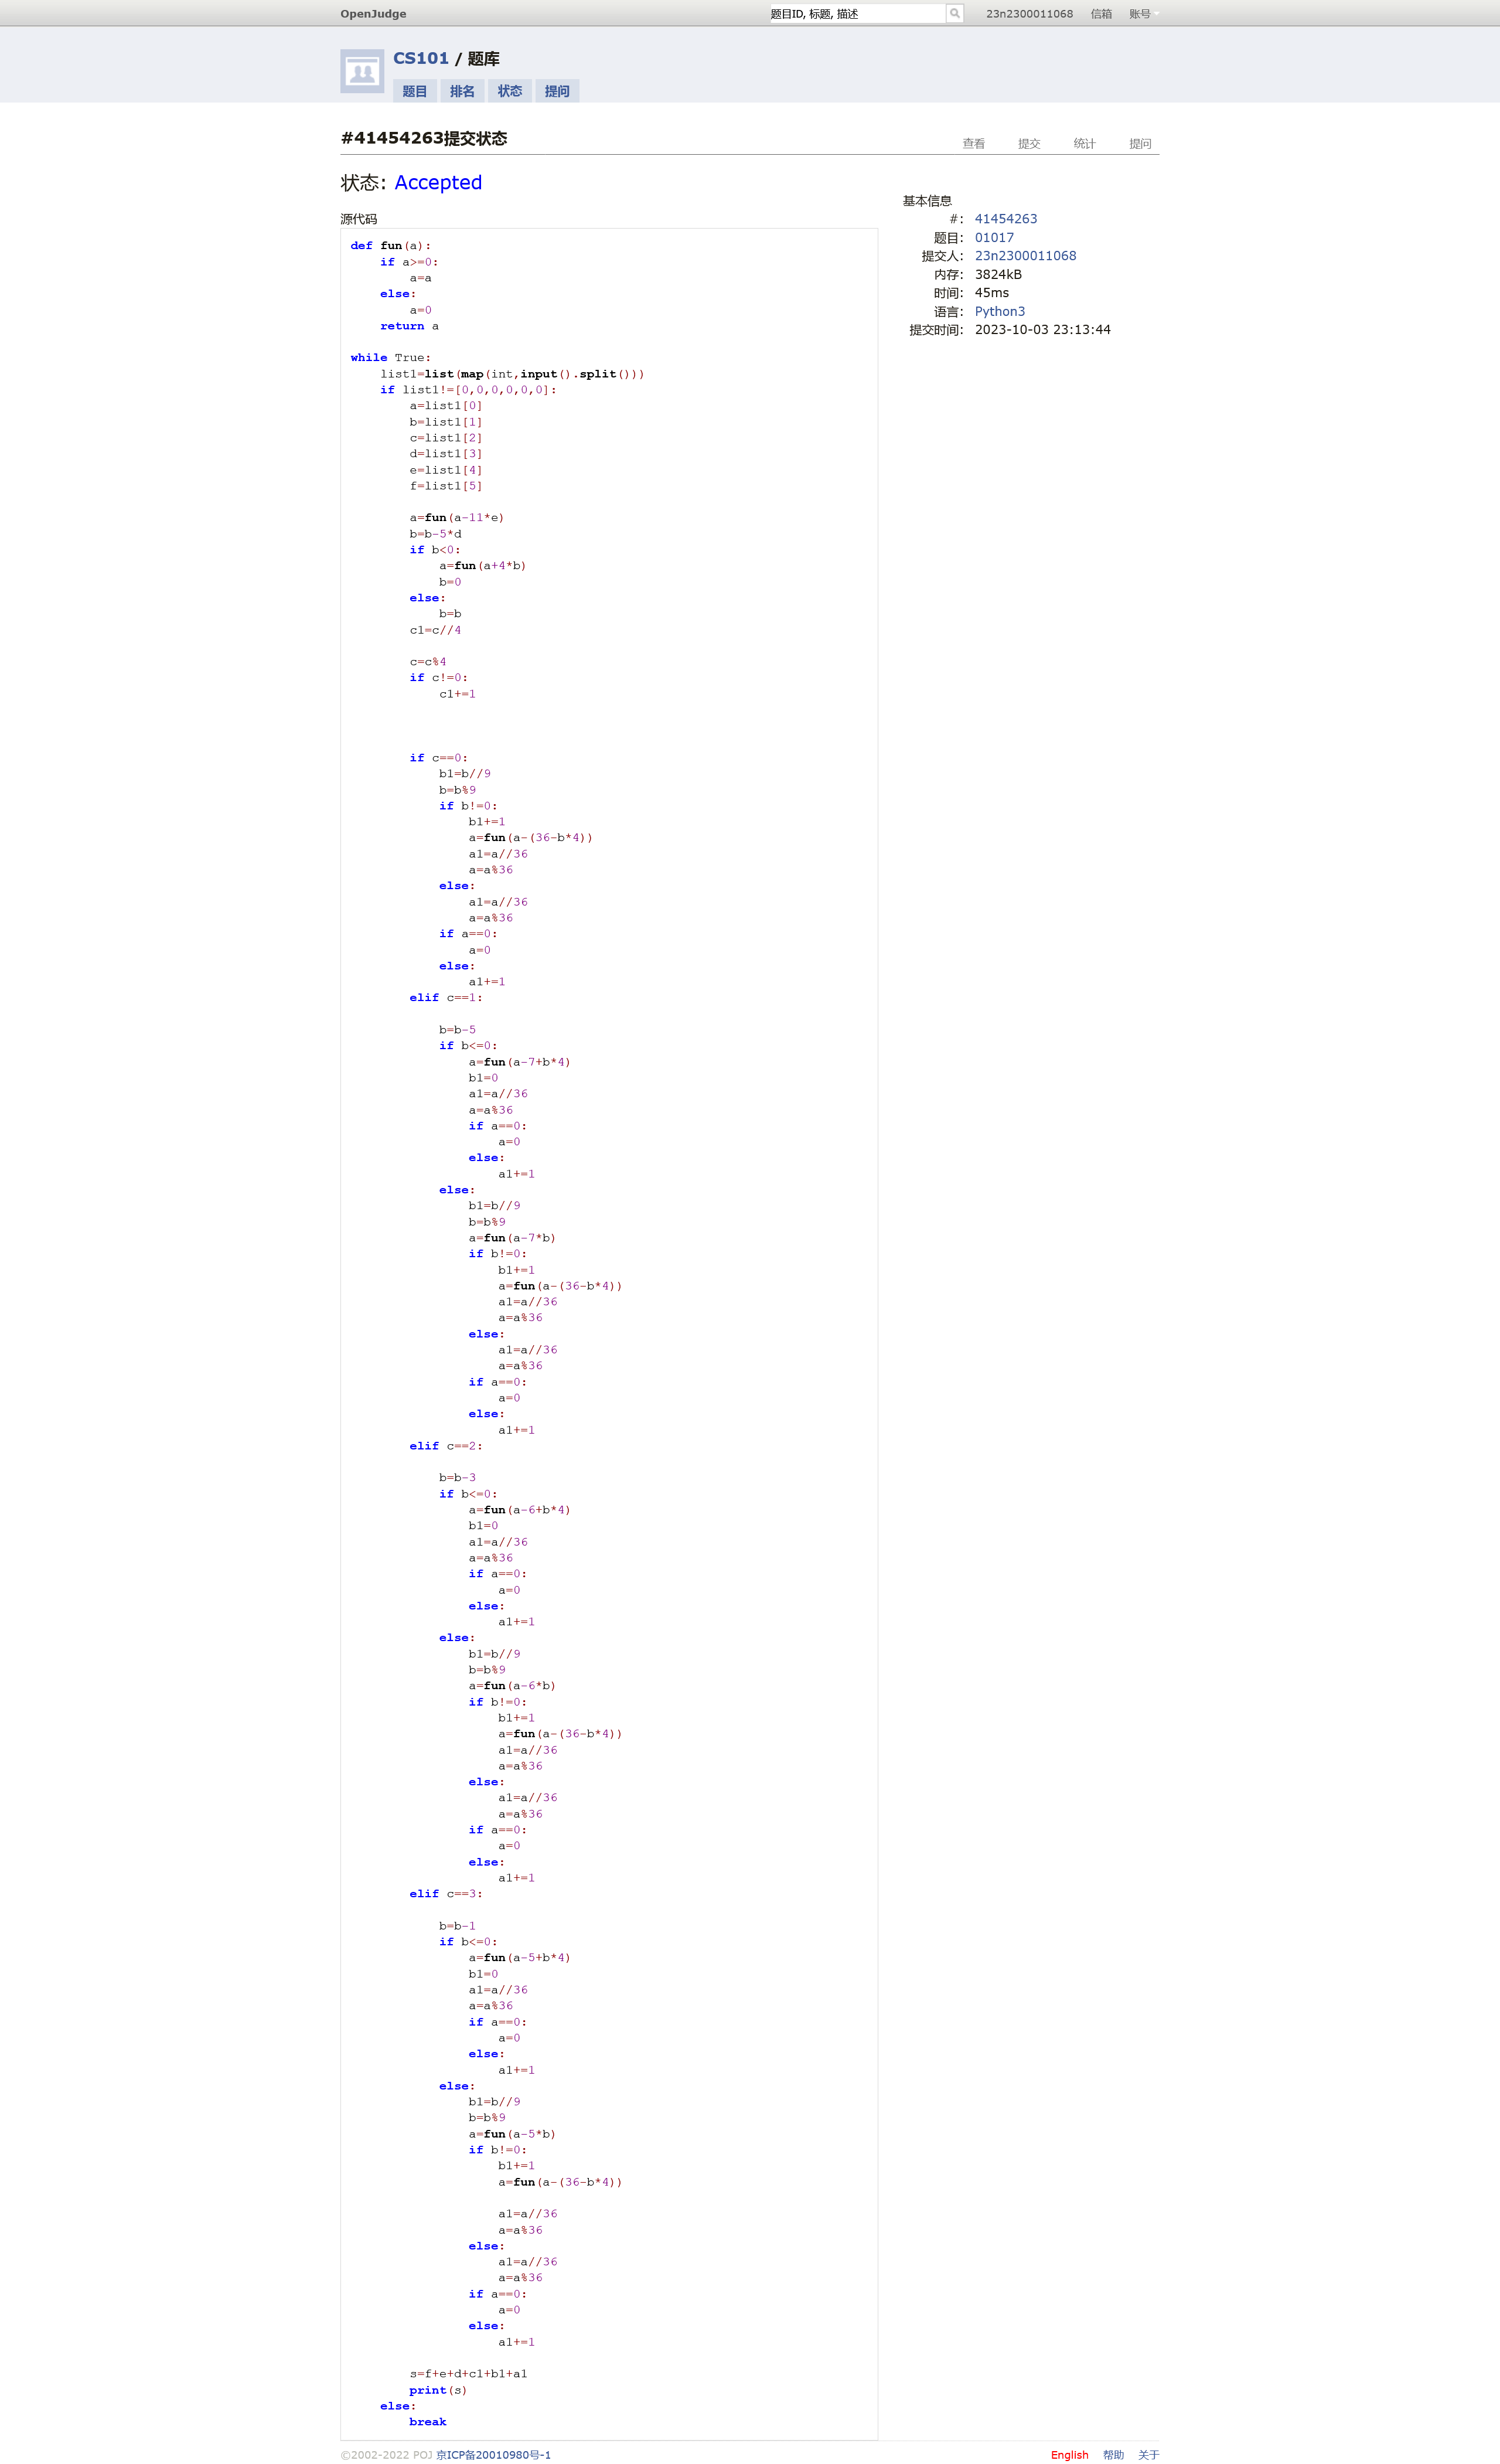 OpenJudge
题目ID, 标题, 描述
23n2300011068 信箱 账号
CS101 / 题库
题目 排名 状态 提问
#41454263提交状态
查看 提交 统计 提问
状态: Accepted
源代码
def fun(a):
    if a>=0:
        a=a
    else:
        a=0
    return a
while True:
    list1=list(map(int,input().split()))
    if list1!=[0,0,0,0,0,0]:
        a=list1[0]
        b=list1[1]
        c=list1[2]
        d=list1[3]
        e=list1[4]
        f=list1[5]
        a=fun(a-11*e)
        b=b-5*d
        if b<0:
            a=fun(a+4*b)
            b=0
        else:
            b=b
        c1=c//4
        c=c%4
        if c!=0:
            c1+=1
        if c==0:
            b1=b//9
            b=b%9
            if b!=0:
                b1+=1
                a=fun(a-(36-b*4))
                a1=a//36
                a=a%36
            else:
                a1=a//36
                a=a%36
            if a==0:
                a=0
            else:
                a1+=1
        elif c==1:
            b=b-5
            if b<=0:
                a=fun(a-7+b*4)
                b1=0
                a1=a//36
                a=a%36
                if a==0:
                    a=0
                else:
                    a1+=1
            else:
                b1=b//9
                b=b%9
                a=fun(a-7*b)
                if b!=0:
                    b1+=1
                    a=fun(a-(36-b*4))
                    a1=a//36
                    a=a%36
                else:
                    a1=a//36
                    a=a%36
                if a==0:
                    a=0
                else:
                    a1+=1
        elif c==2:
            b=b-3
            if b<=0:
                a=fun(a-6+b*4)
                b1=0
                a1=a//36
                a=a%36
                if a==0:
                    a=0
                else:
                    a1+=1
            else:
                b1=b//9
                b=b%9
                a=fun(a-6*b)
                if b!=0:
                    b1+=1
                    a=fun(a-(36-b*4))
                    a1=a//36
                    a=a%36
                else:
                    a1=a//36
                    a=a%36
                if a==0:
                    a=0
                else:
                    a1+=1
        elif c==3:
            b=b-1
            if b<=0:
                a=fun(a-5+b*4)
                b1=0
                a1=a//36
                a=a%36
                if a==0:
                    a=0
                else:
                    a1+=1
            else:
                b1=b//9
                b=b%9
                a=fun(a-5*b)
                if b!=0:
                    b1+=1
                    a=fun(a-(36-b*4))
                    a1=a//36
                    a=a%36
                else:
                    a1=a//36
                    a=a%36
                if a==0:
                    a=0
                else:
                    a1+=1
        s=f+e+d+c1+b1+a1
        print(s)
    else:
        break
基本信息
#: 41454263
题目: 01017
提交人: 23n2300011068
内存: 3824kB
时间: 45ms
语言: Python3
提交时间: 2023-10-03 23:13:44
©2002-2022 POJ 京ICP备20010980号-1
English 帮助 关于